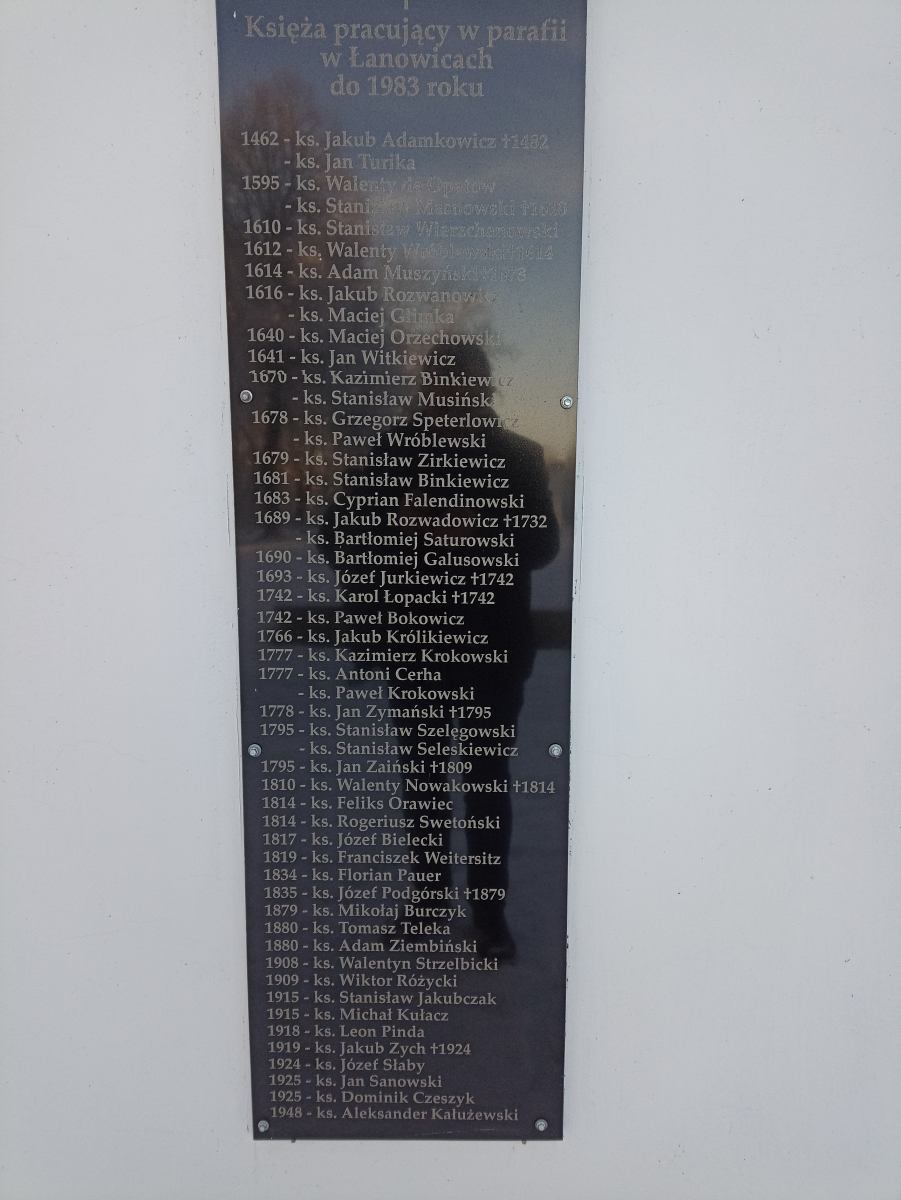 Księża pracujący w parafii
w Łanowicach
do 1983 roku
1462 - ks. Jakub Adamkowicz †1482
- ks. Jan Turika
1595 - ks. Walenty de Opatow
- ks. Stanisław
1610 - ks. Stanisław Wierzchanowski
1612 - ks. Walenty Wróblewski †1614
1614 - ks. Adam Muszyński
1616 - ks. Jakub Rozwanowicz
- ks. Maciej Glimka
1640 - ks. Maciej Orzechowski
1641 - ks. Jan Witkiewicz
1670 - ks. Kazimierz Binkiewicz
- ks. Stanisław Musiński
1678 - ks. Grzegorz Speterlowicz
- ks. Paweł Wróblewski
1679 - ks. Stanisław Zirkiewicz
1681 - ks. Stanisław Binkiewicz
1683 - ks. Cyprian Falendinowski
1689 - ks. Jakub Rozwadowicz †1732
- ks. Bartłomiej Saturowski
1690 - ks. Bartłomiej Galusowski
1693 - ks. Józef Jurkiewicz †1742
1742 - ks. Karol Łopacki †1742
1742 - ks. Paweł Bokowicz
1766 - ks. Jakub Królikiewicz
1777 - ks. Kazimierz Krokowski
1777 - ks. Antoni Cerha
- ks. Paweł Krokowski
1778 - ks. Jan Zymański †1795
1795 - ks. Stanisław Szelęgowski
- ks. Stanisław Seleskiewicz
1795 - ks. Jan Zaiński †1809
1810 - ks. Walenty Nowakowski †1814
1814 - ks. Feliks Orawiec
1814 - ks. Rogeriusz Swetoński
1817 - ks. Józef Bielecki
1819 - ks. Franciszek Weitersitz
1834 - ks. Florian Pauer
1835 - ks. Józef Podgórski †1879
1879 - ks. Mikołaj Burczyk
1880 - ks. Tomasz Teleka
1880 - ks. Adam Ziembiński
1908 - ks. Walentyn Strzelbicki
1909 - ks. Wiktor Różycki
1915 - ks. Stanisław Jakubczak
1915 - ks. Michał Kułacz
1918 - ks. Leon Pinda
1919 - ks. Jakub Zych †1924
1924 - ks. Józef Słaby
1925 - ks. Jan Sanowski
1925 - ks. Dominik Czeszyk
1948 - ks. Aleksander Kałużewski